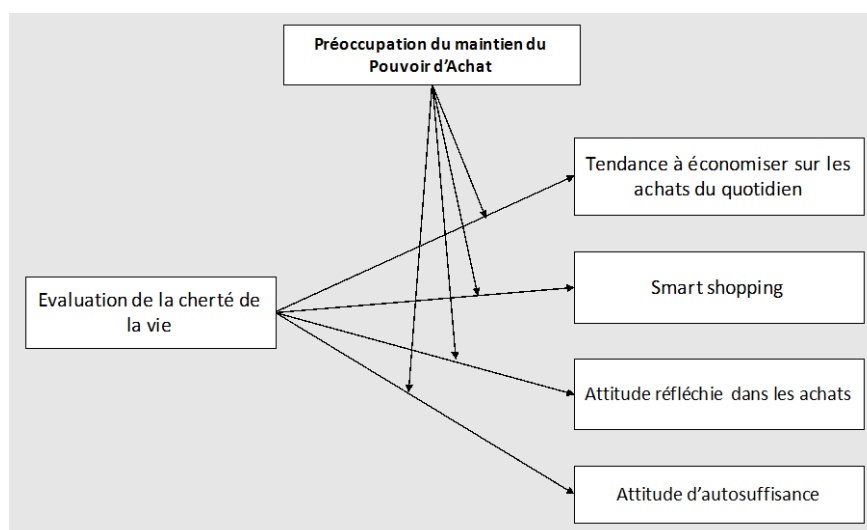 Préoccupation du maintien du
Pouvoir d'Achat
Tendance à économiser sur les
achats du quotidien
Evaluation de la cherté de
la vie
Smart shopping
Attitude réfléchie dans les achats
Attitude d'autosuffisance